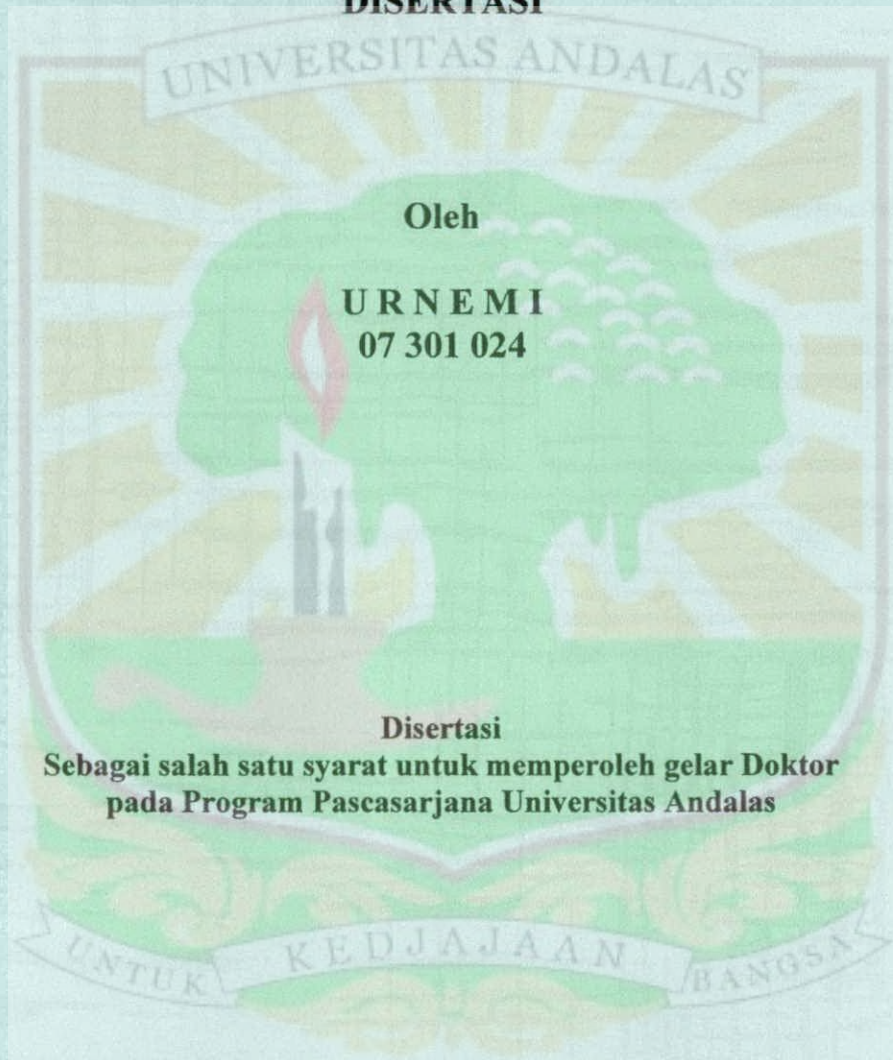 DISERTASI
UNIVERSITAS ANDALAS
Oleh
U R N E M I
07 301 024
Disertasi
Sebagai salah satu syarat untuk memperoleh gelar Doktor
pada Program Pascasarjana Universitas Andalas
UNTUK KEDJAJAAN BANGSA